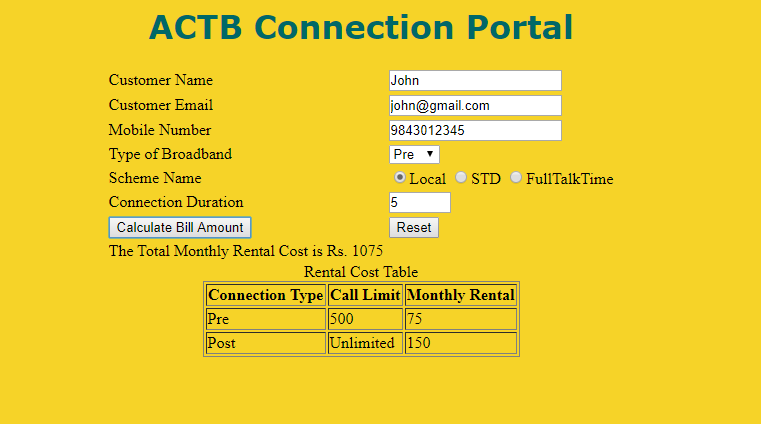 ACTB Connection Portal
Customer Name John
Customer Email john@gmail.com
Mobile Number 9843012345
Type of Broadband Pre
Scheme Name Local STD FullTalkTime
Connection Duration 5
Calculate Bill Amount Reset
The Total Monthly Rental Cost is Rs. 1075
Rental Cost Table
Connection Type Call Limit Monthly Rental
Pre 500 75
Post Unlimited 150